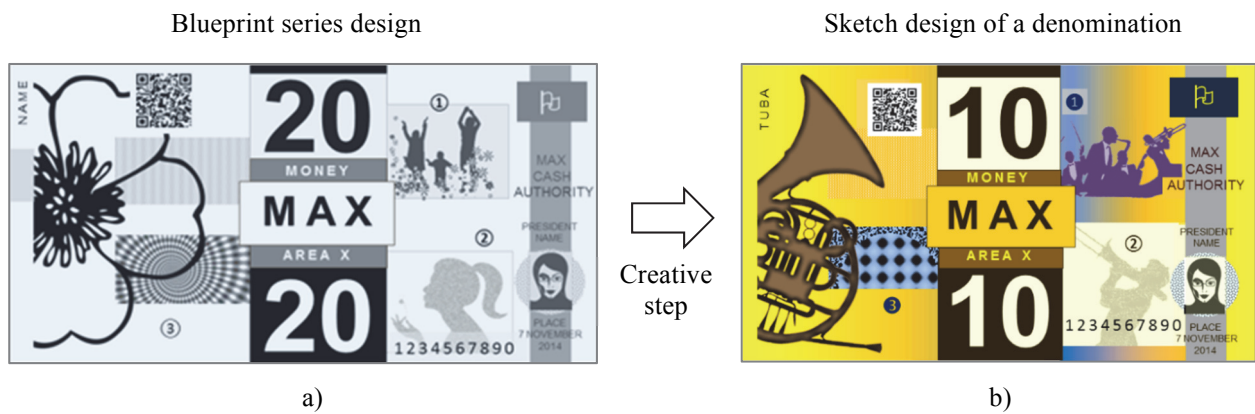 Blueprint series design
Sketch design of a denomination
NAME
20
①
MONEY
MAX
AREA X
20
②
③
MAX
CASH
AUTHORITY
PRESIDENT
NAME
PLACE
7 NOVEMBER
2014
1234567890
Creative
step
TUBA
10
①
MONEY
MAX
AREA X
10
②
③
MAX
CASH
AUTHORITY
PRESIDENT
NAME
PLACE
7 NOVEMBER
2014
1234567890
a)
b)